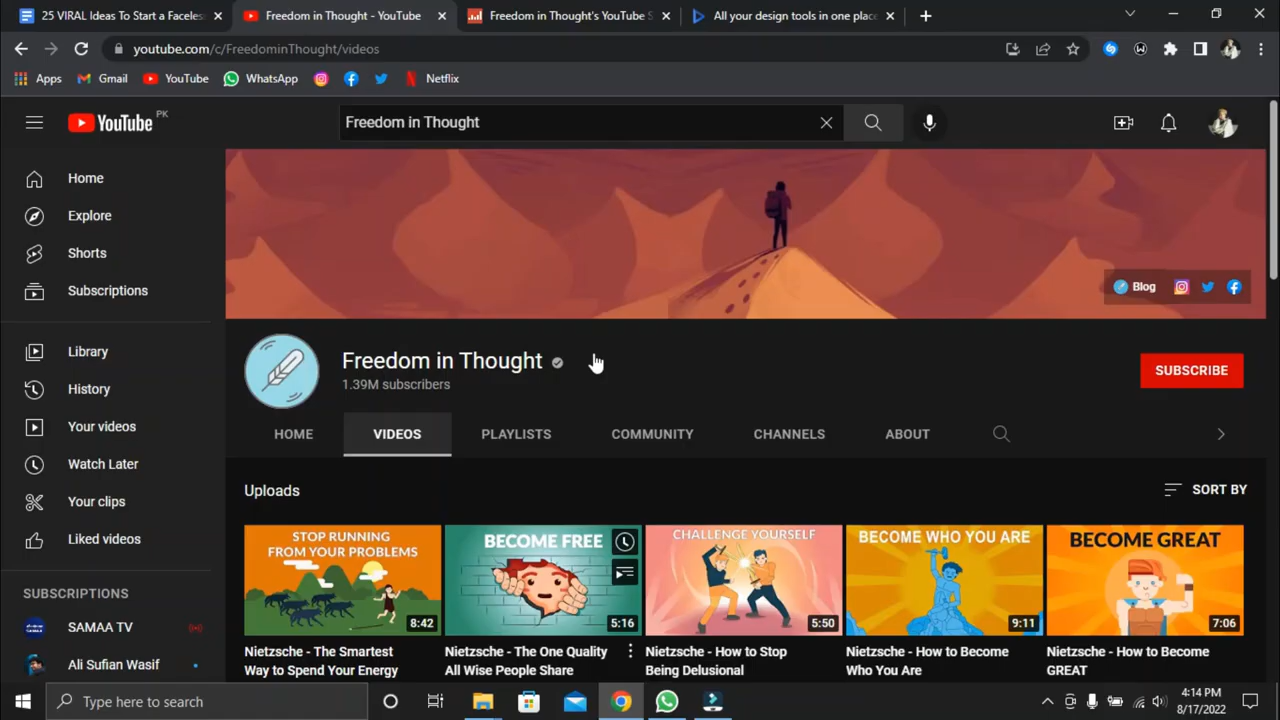 25 VIRAL Ideas To Start a Faceles
Freedom in Thought - YouTube
Freedom in Thought's YouTube S
All your design tools in one place
youtube.com/c/FreedominThought/videos
Apps
Gmail
YouTube
WhatsApp
Netflix
YouTube PK
Freedom in Thought
Home
Explore
Shorts
Subscriptions
Library
History
Your videos
Watch Later
Your clips
Liked videos
SUBSCRIPTIONS
SAMAA TV
Ali Sufian Wasif
Blog
Freedom in Thought
1.39M subscribers
SUBSCRIBE
HOME
VIDEOS
PLAYLISTS
COMMUNITY
CHANNELS
ABOUT
Uploads
SORT BY
STOP RUNNING
FROM YOUR PROBLEMS
8:42
Nietzsche - The Smartest
Way to Spend Your Energy
BECOME FREE
5:16
Nietzsche - The One Quality
All Wise People Share
CHALLENGE YOURSELF
5:50
Nietzsche - How to Stop
Being Delusional
BECOME WHO YOU ARE
9:11
Nietzsche - How to Become
Who You Are
BECOME GREAT
7:06
Nietzsche - How to Become
GREAT
Type here to search
4:14 PM
8/17/2022